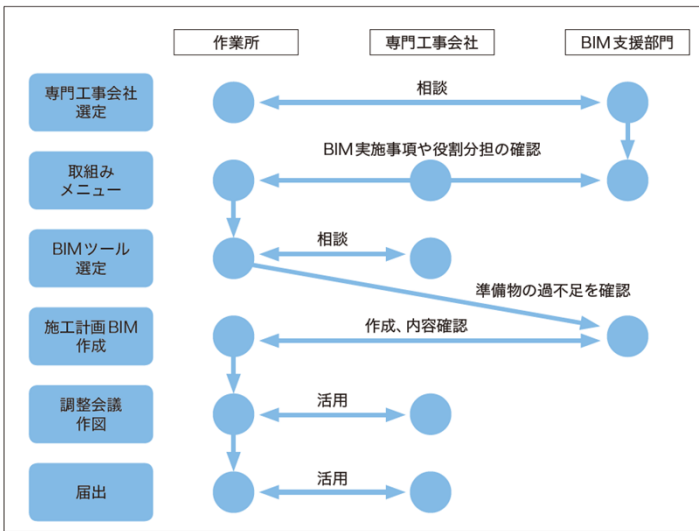 作業所
専門工事会社
BIM支援部門
専門工事会社
選定
相談
取組み
メニュー
BIM実施事項や役割分担の確認
BIMツール
選定
相談
準備物の過不足を確認
施工計画BIM
作成
作成、内容確認
調整会議
作図
活用
届出
活用